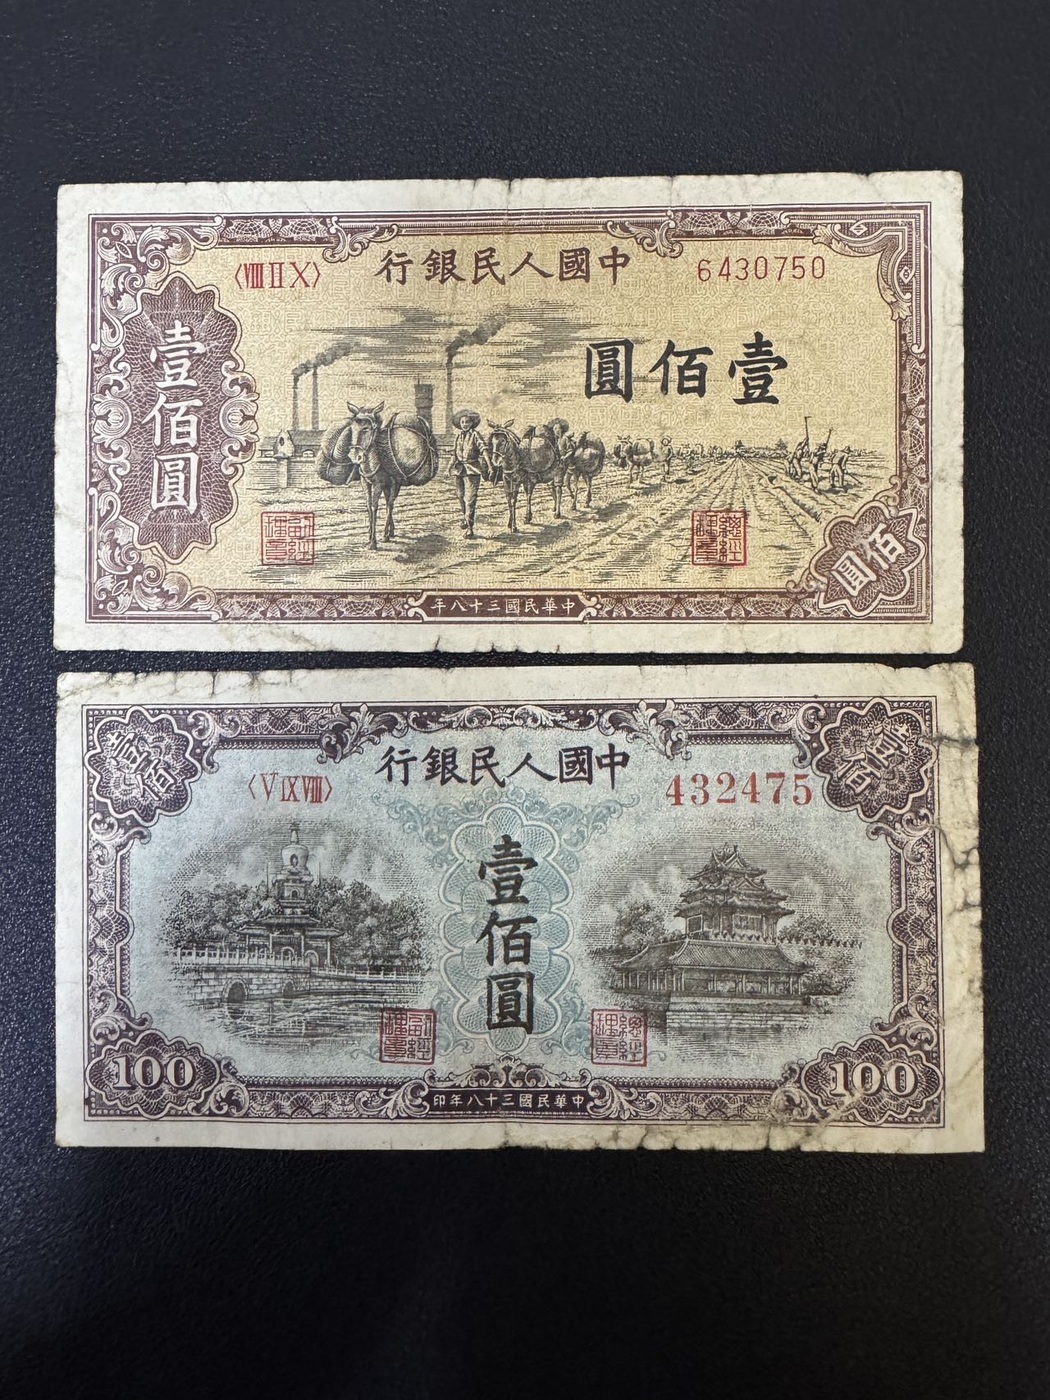 〈ⅧⅡⅩ〉
行銀民人國中
6430750
圓佰壹
壹佰圓
佰圓
年八十三國民華中
行銀民人國中
〈ⅤⅨⅧ〉
432475
壹佰
壹佰
壹佰圓
100
100
印年八十三國民華中